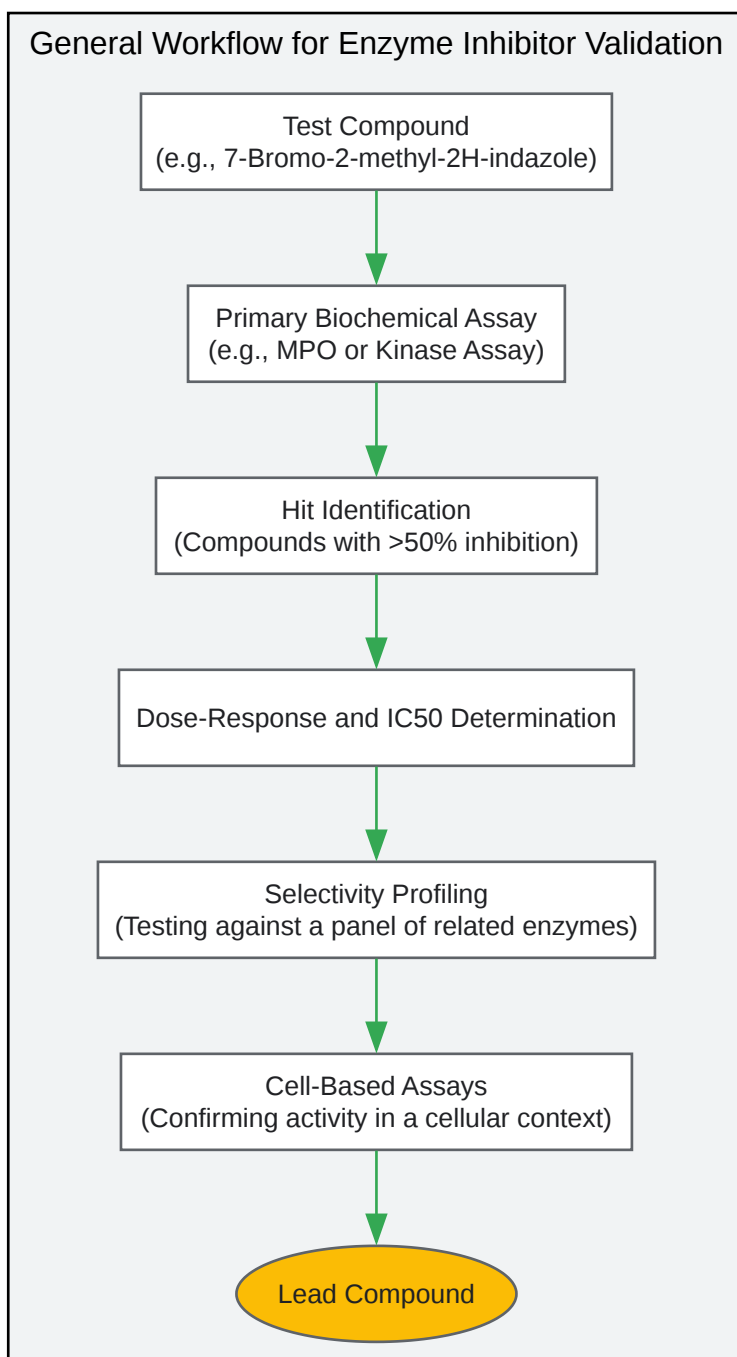 General Workflow for Enzyme Inhibitor Validation
Test Compound
(e.g., 7-Bromo-2-methyl-2H-indazole)
Primary Biochemical Assay
(e.g., MPO or Kinase Assay)
Hit Identification
(Compounds with >50% inhibition)
Dose-Response and IC50 Determination
Selectivity Profiling
(Testing against a panel of related enzymes)
Cell-Based Assays
(Confirming activity in a cellular context)
Lead Compound